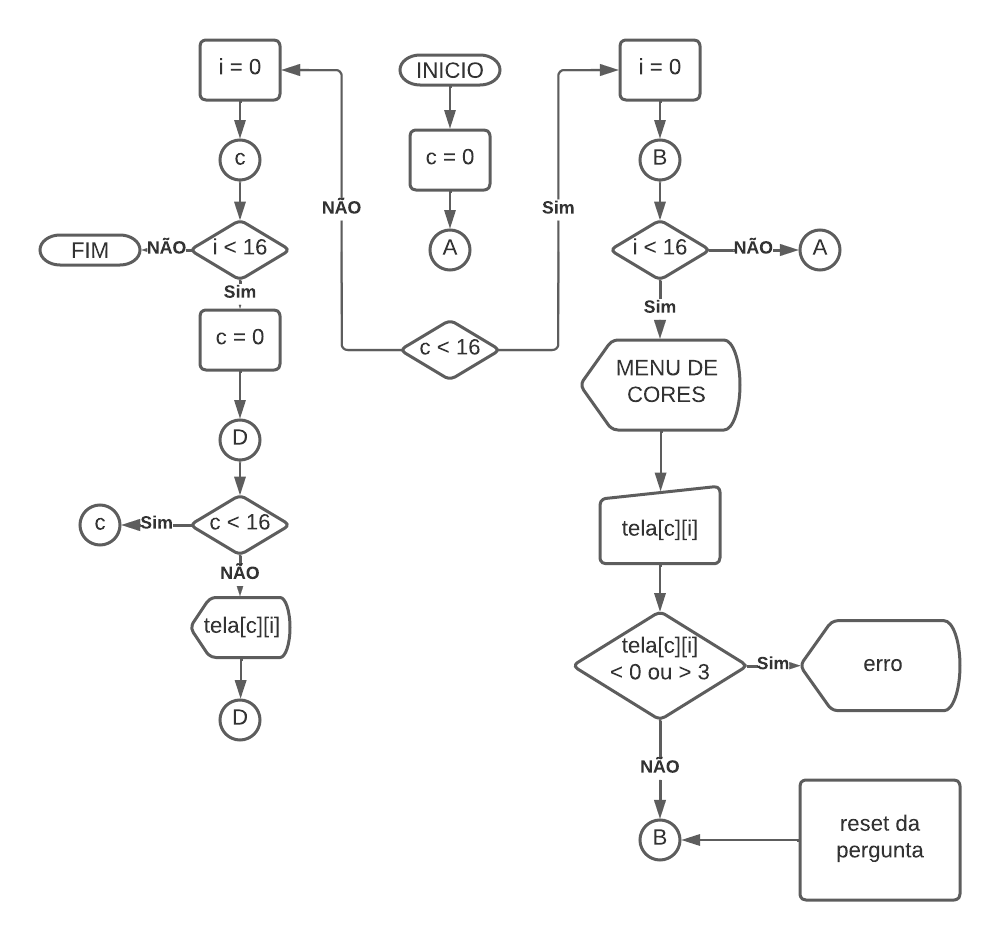 INICIO
c = 0
A
c < 16
NÃO
Sim
i = 0
c
i < 16
NÃO
FIM
Sim
c = 0
D
c < 16
Sim
c
NÃO
tela[c][i]
D
i = 0
B
i < 16
NÃO
A
Sim
MENU DE
CORES
tela[c][i]
tela[c][i]
< 0 ou > 3
Sim
erro
NÃO
B
reset da
pergunta